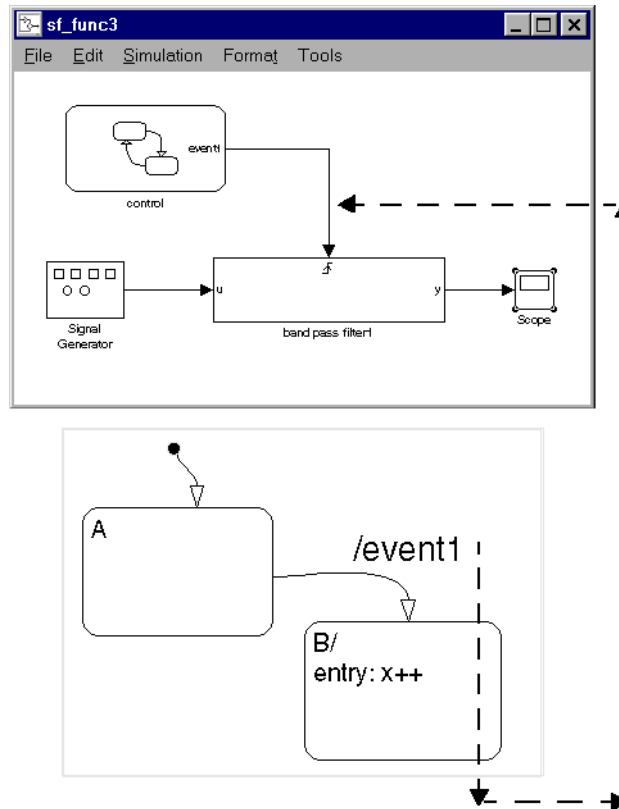 sf_func3
File Edit Simulation Format Tools
event1
control
u
y
Signal
Generator
band pass filter1
Scope
A
/event1
B/
entry: x++